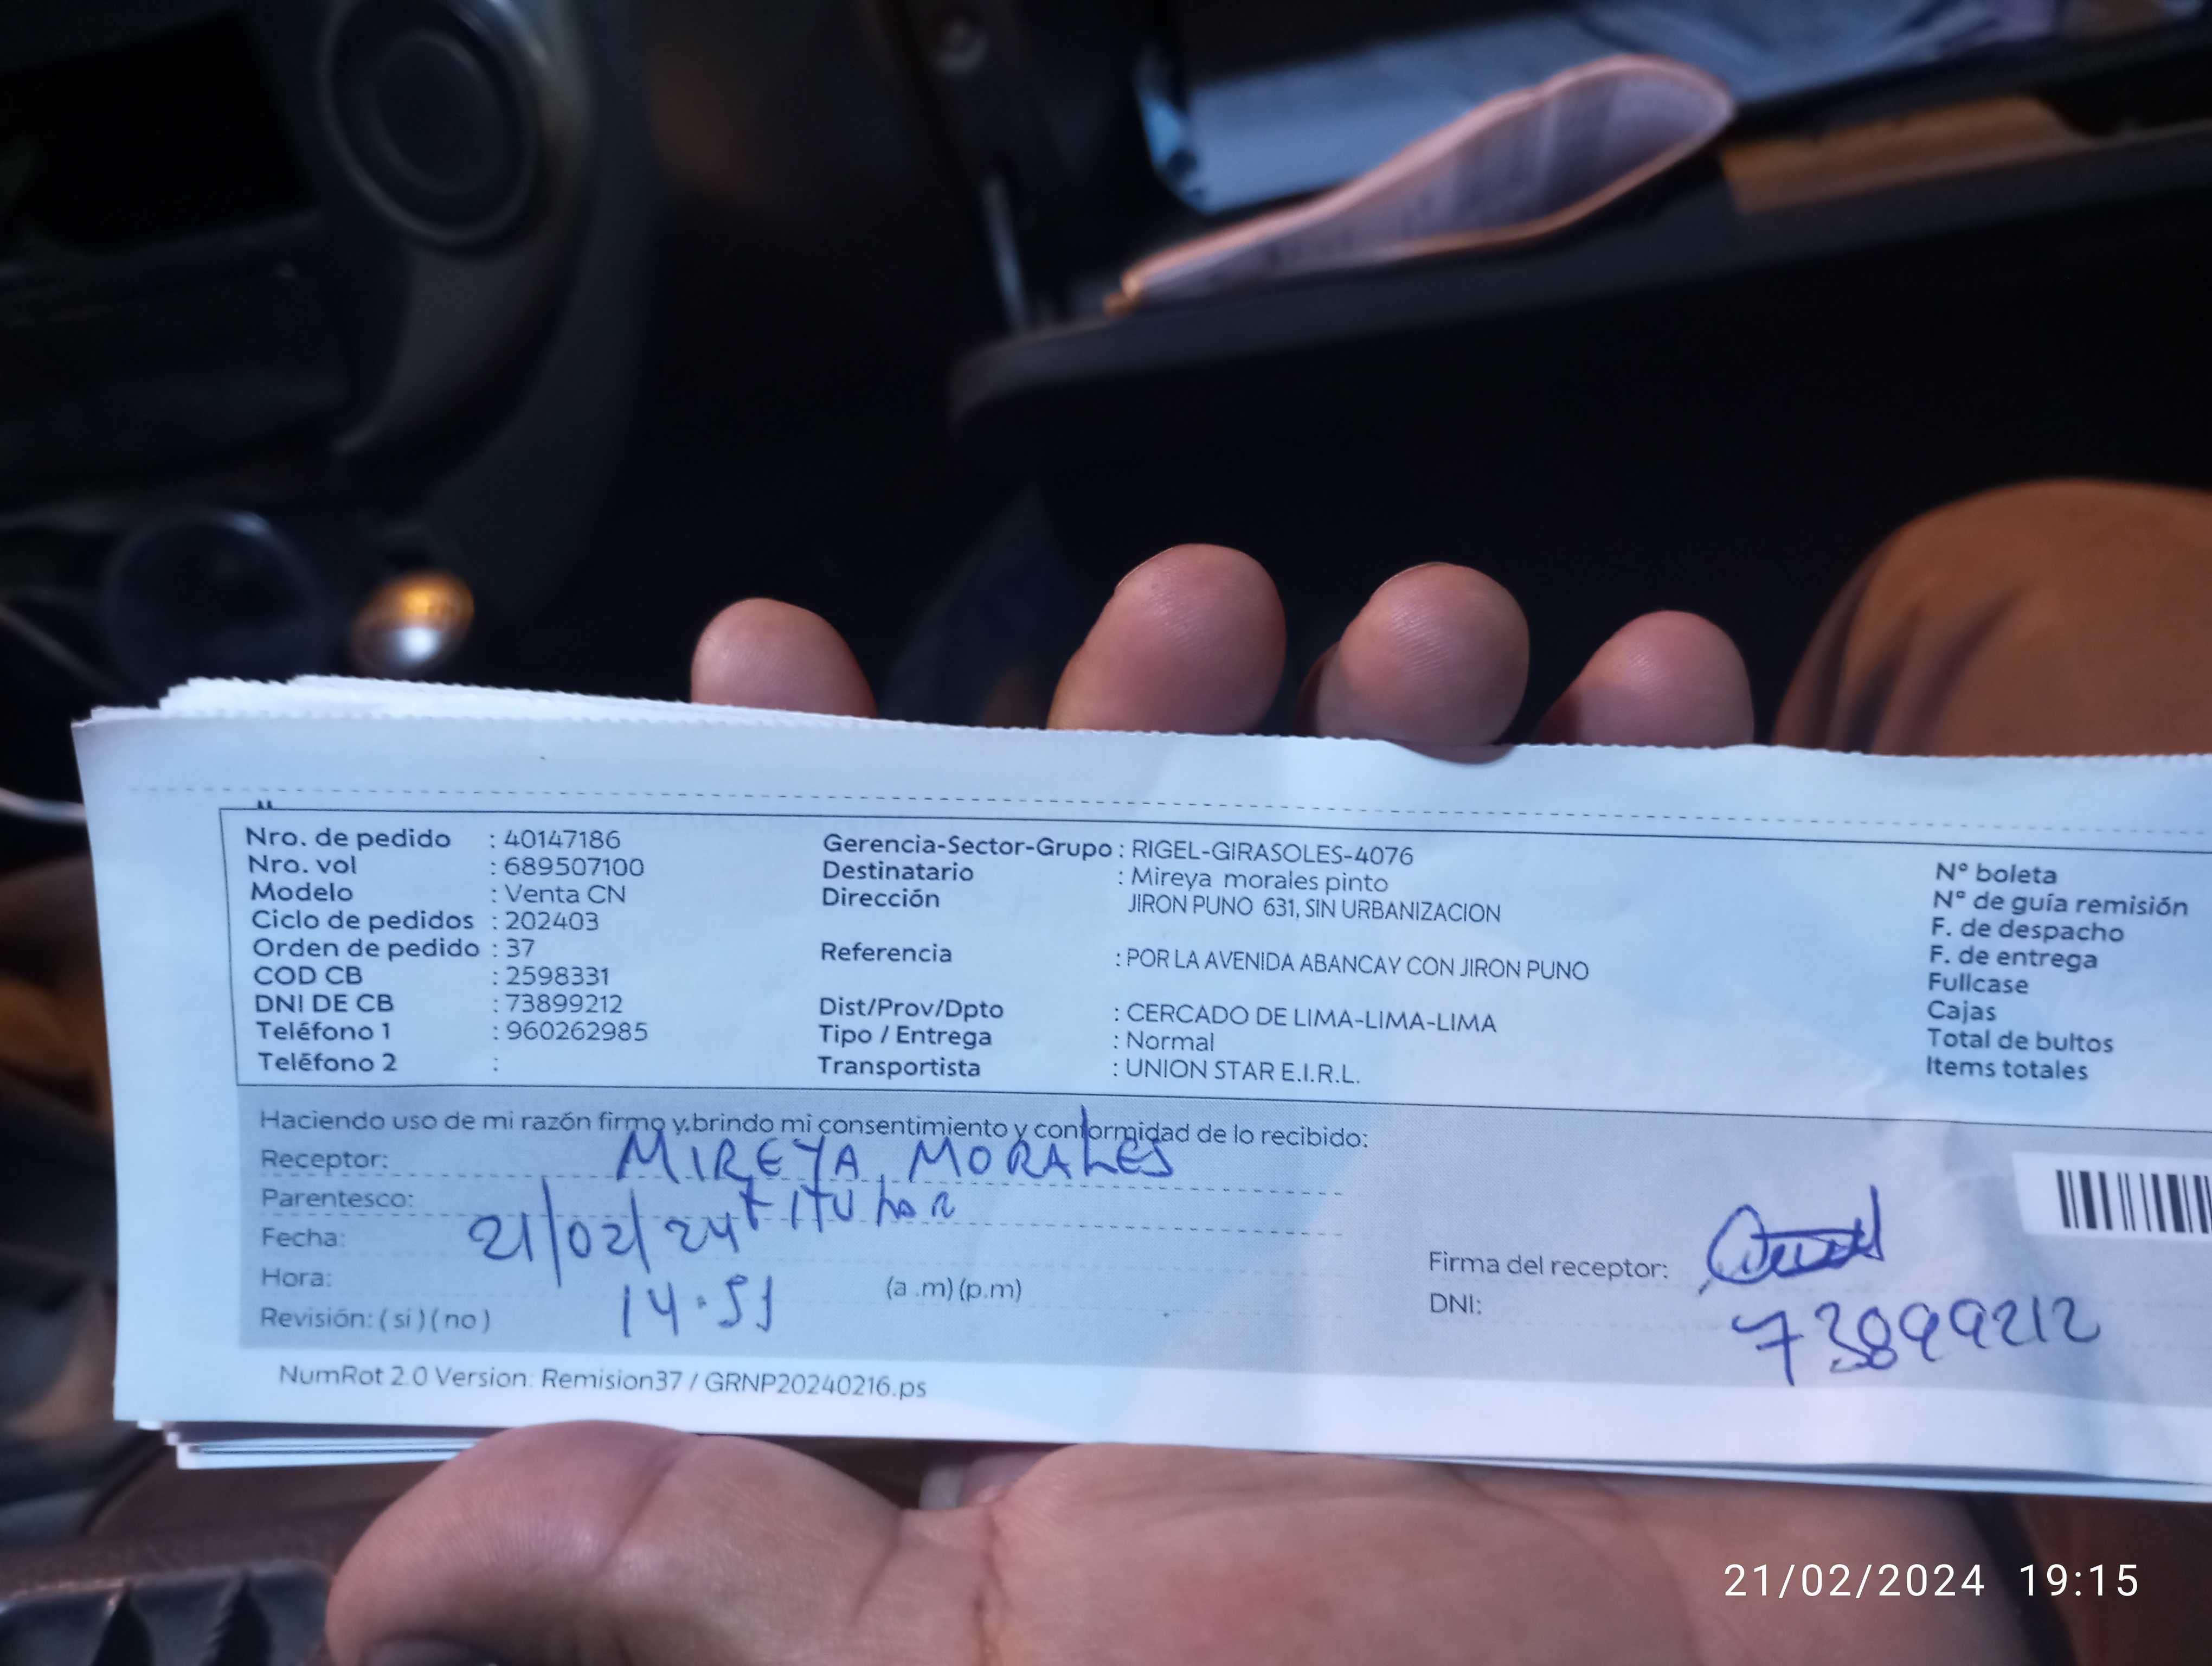 Nro. de pedido : 40147186
Nro. vol : 689507100
Modelo : Venta CN
Ciclo de pedidos : 202403
Orden de pedido : 37
COD CB : 2598331
DNI DE CB : 73899212
Teléfono 1 : 960262985
Teléfono 2 :
Gerencia-Sector-Grupo : RIGEL-GIRASOLES-4076
Destinatario : Mireya morales pinto
Dirección JIRON PUNO 631, SIN URBANIZACION
Referencia : POR LA AVENIDA ABANCAY CON JIRON PUNO
Dist/Prov/Dpto : CERCADO DE LIMA-LIMA-LIMA
Tipo / Entrega : Normal
Transportista : UNION STAR E.I.R.L.
N° boleta
N° de guía remisión
F. de despacho
F. de entrega
Fullcase
Cajas
Total de bultos
Items totales
Haciendo uso de mi razón firmo y brindo mi consentimiento y conformidad de lo recibido:
Receptor: MIREYA MORALES
Parentesco: titular
Fecha: 21/02/24
Hora: 14:51 (a .m) (p.m)
Revisión: ( si ) ( no )
Firma del receptor:
DNI: 73899212
NumRot 2.0 Version: Remision37 / GRNP20240216.ps
21/02/2024 19:15